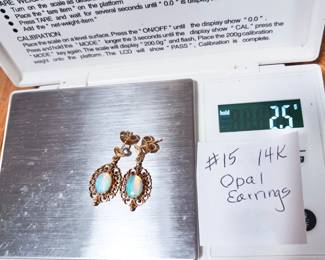 Turn on the scale as
Place the "tare item" on the platform
Press TARE and wait for several seconds until "0.0" is
Add the "net-weight-item"
CALIBRATION
Place the scale on a level surface. Press the "ON/OFF" until the display show "0.0".
Press and hold the "MODE" longer the 3 seconds until the display show "CAL" press the
"MODE" key again. The display will "200.0g" and flash, Place the 200g calibration
weight on the platform. The LCD will show "PASS", Calibration is complete.
hold
2.5
#15 14K
Opal
Earrings